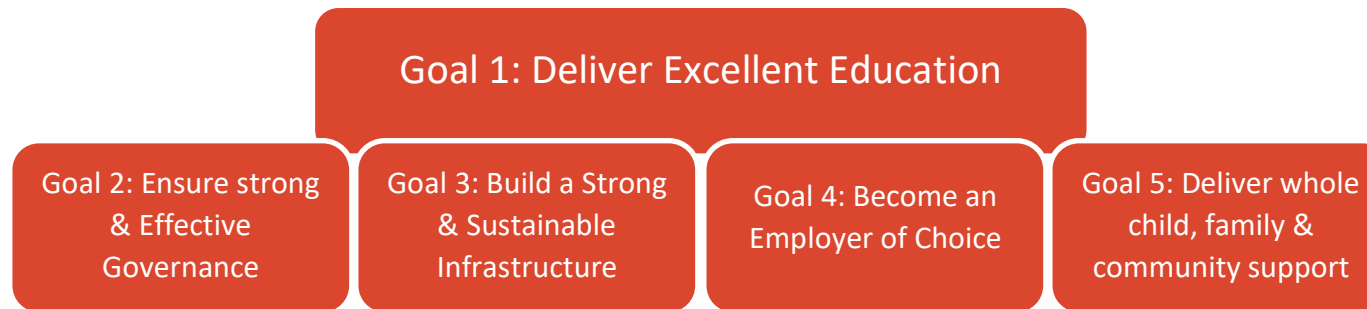 Goal 1: Deliver Excellent Education
Goal 2: Ensure strong
& Effective
Governance
Goal 3: Build a Strong
& Sustainable
Infrastructure
Goal 4: Become an
Employer of Choice
Goal 5: Deliver whole
child, family &
community support